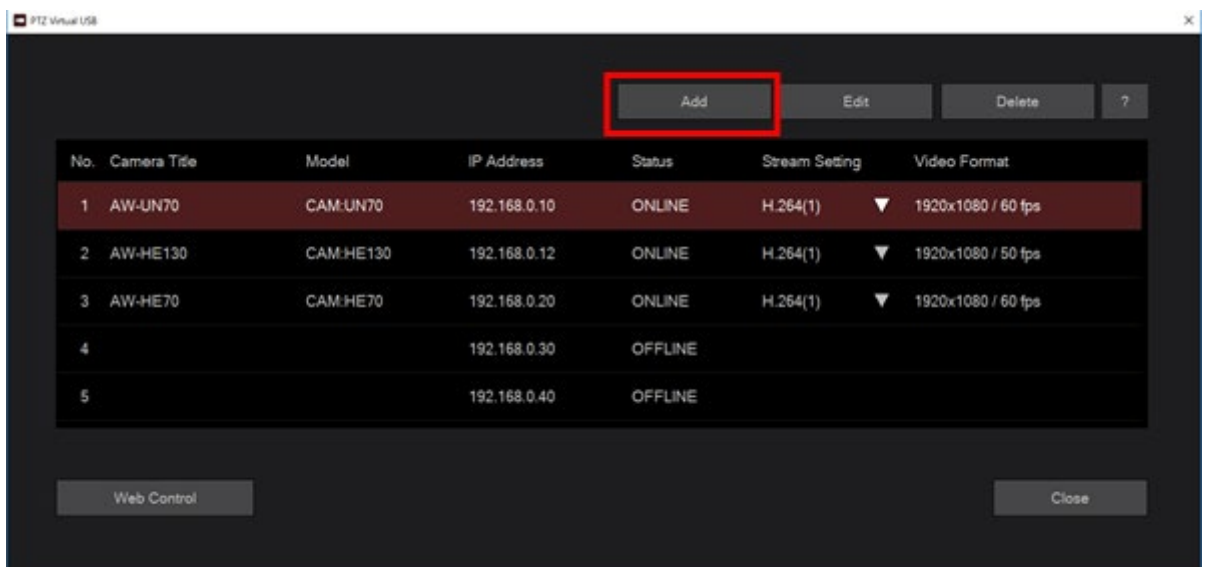 PTZ Virtual USB
Add Edit Delete ?
No. Camera Title Model IP Address Status Stream Setting Video Format
1 AW-UN70 CAM:UN70 192.168.0.10 ONLINE H.264(1) ▼ 1920x1080 / 60 fps
2 AW-HE130 CAM:HE130 192.168.0.12 ONLINE H.264(1) ▼ 1920x1080 / 50 fps
3 AW-HE70 CAM:HE70 192.168.0.20 ONLINE H.264(1) ▼ 1920x1080 / 60 fps
4 192.168.0.30 OFFLINE
5 192.168.0.40 OFFLINE
Web Control Close